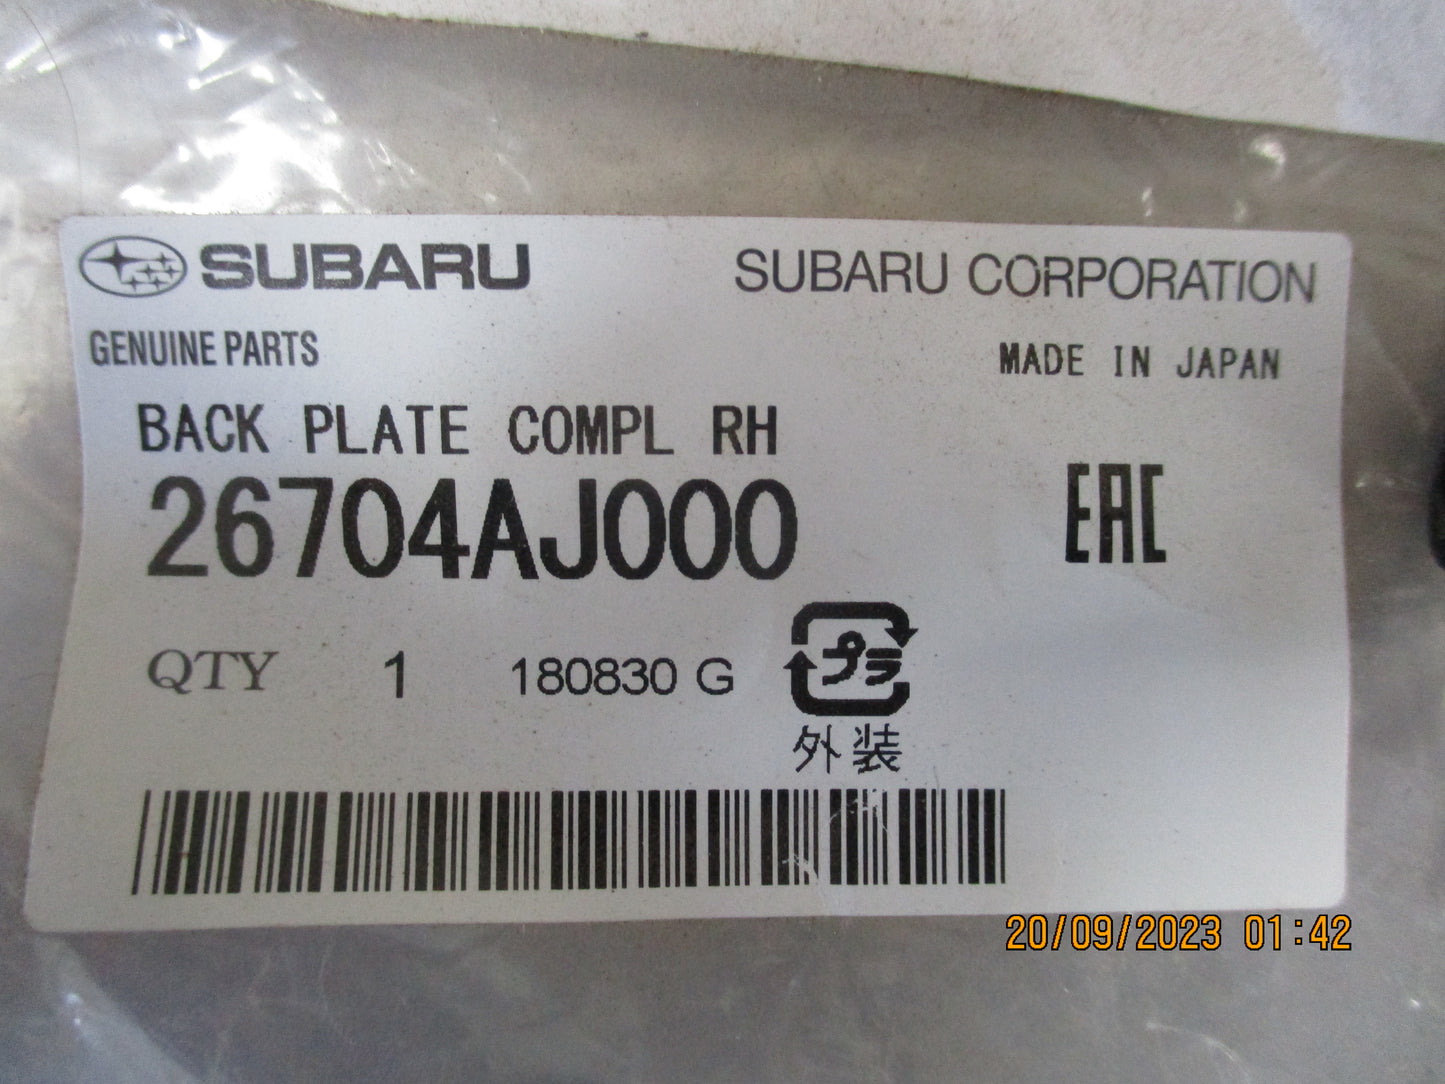 SUBARU SUBARU CORPORATION
GENUINE PARTS MADE IN JAPAN
BACK PLATE COMPL RH
26704AJ000 EAC
QTY 1 180830 G プラ
外装
20/09/2023 01:42